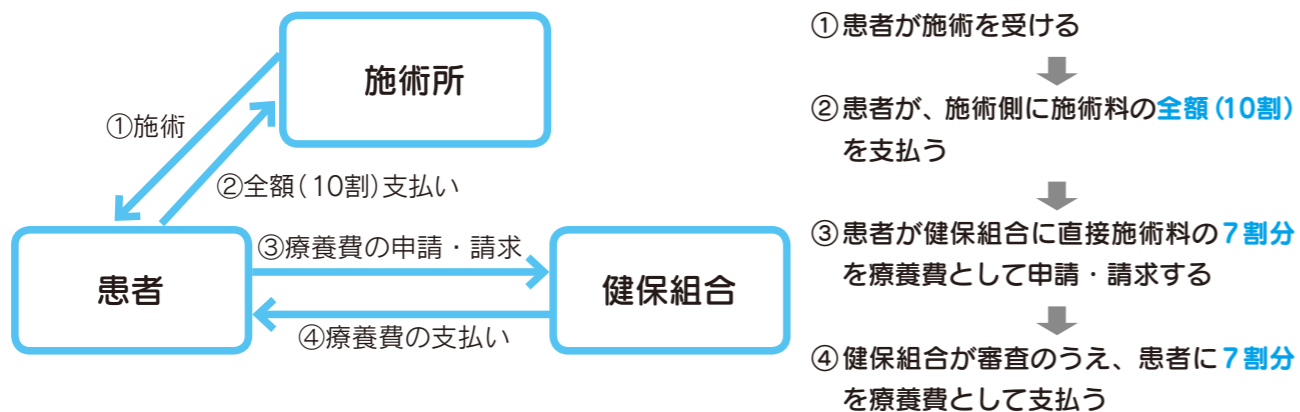 施術所
①施術
②全額(10割)支払い
患者
③療養費の申請・請求
健保組合
④療養費の支払い
①患者が施術を受ける
②患者が、施術側に施術料の全額(10割)
を支払う
③患者が健保組合に直接施術料の7割分
を療養費として申請・請求する
④健保組合が審査のうえ、患者に7割分
を療養費として支払う